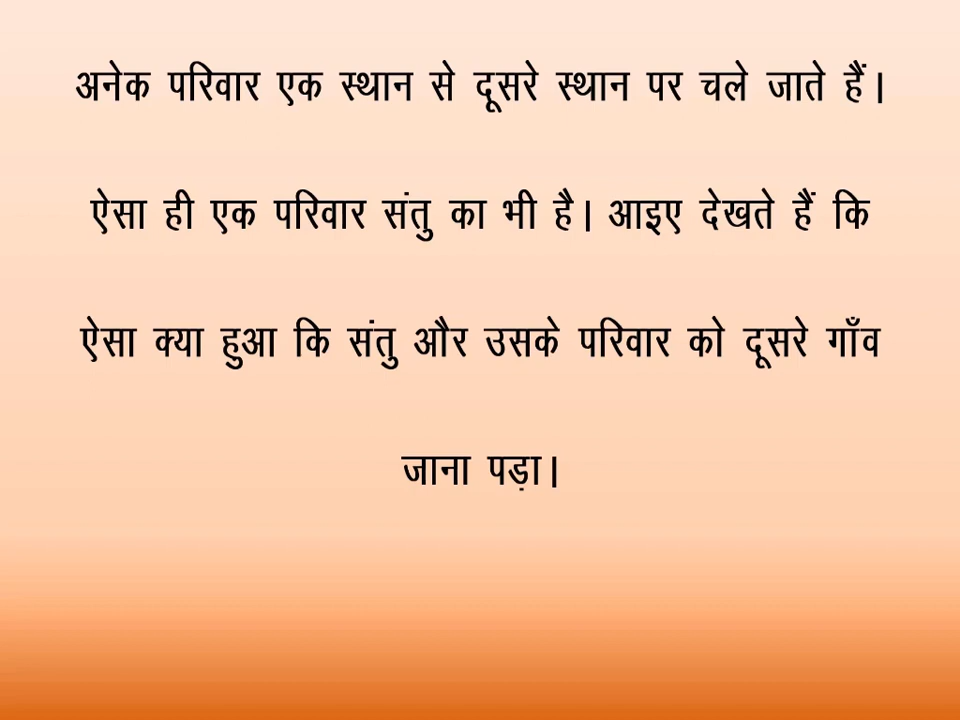 अनेक परिवार एक स्थान से दूसरे स्थान पर चले जाते हैं।
ऐसा ही एक परिवार संतु का भी है। आइए देखते हैं कि
ऐसा क्या हुआ कि संतु और उसके परिवार को दूसरे गाँव
जाना पड़ा।